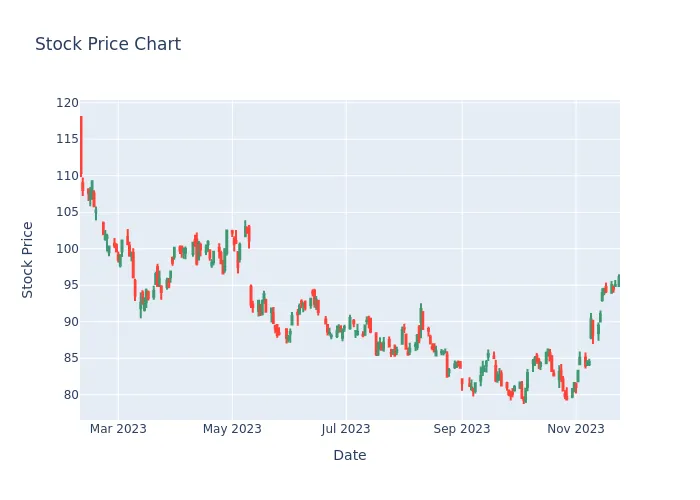 Stock Price Chart
120
115
110
105
100
95
90
85
80
Stock Price
Mar 2023
May 2023
Jul 2023
Sep 2023
Nov 2023
Date